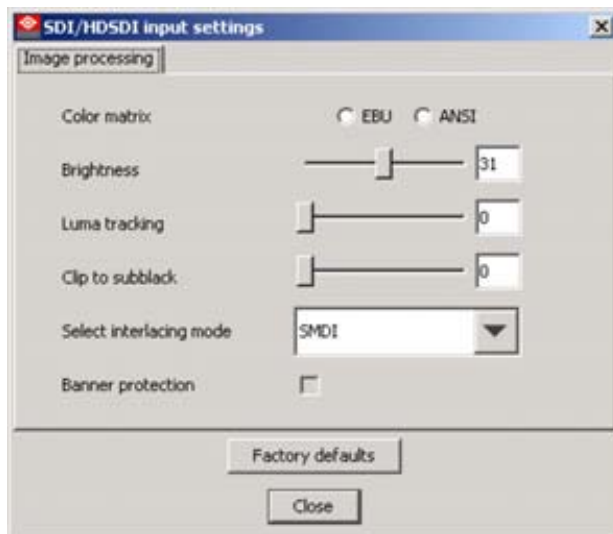 SDI/HDSDI input settings
Image processing
Color matrix EBU ANSI
Brightness 31
Luma tracking 0
Clip to subblack 0
Select interlacing mode SMDI
Banner protection
Factory defaults
Close